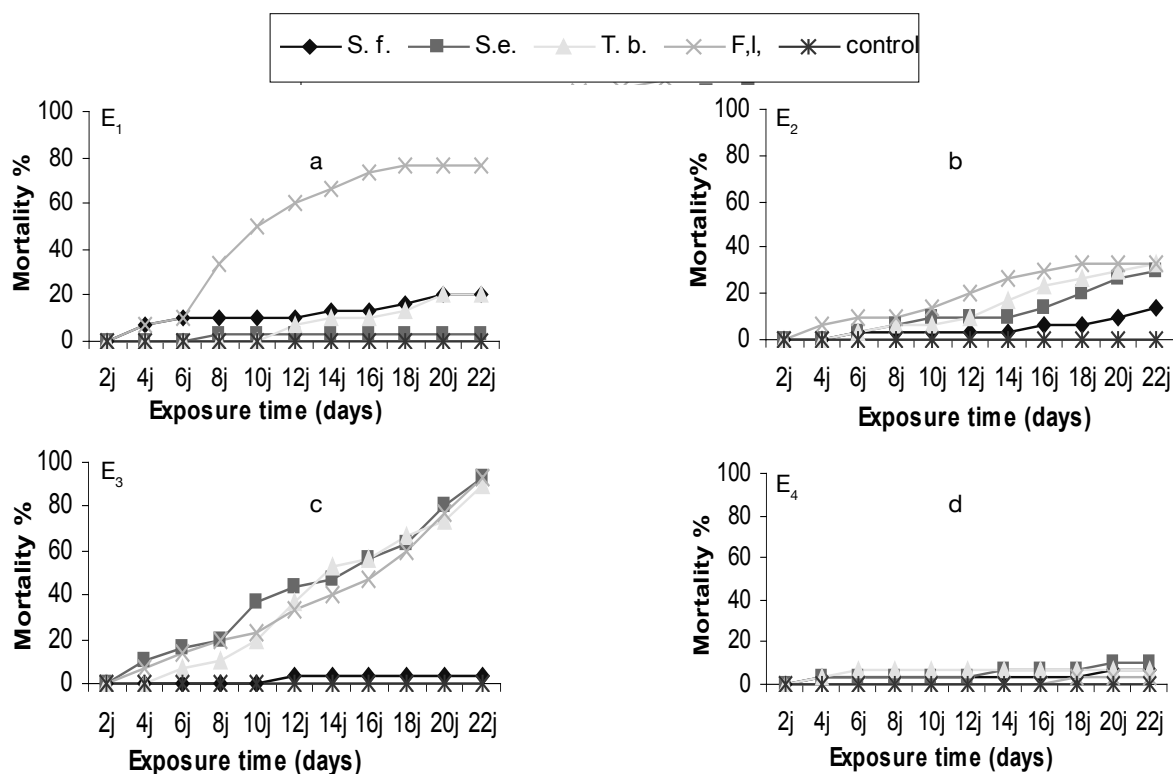 S. f. S.e. T. b. F,l, control
E1
a
Mortality %
100
80
60
40
20
0
2j 4j 6j 8j 10j 12j 14j 16j 18j 20j 22j
Exposure time (days)
E2
b
Mortality%
100
80
60
40
20
0
2j 4j 6j 8j 10j 12j 14j 16j 18j 20j 22j
Exposure time (days)
E3
c
Mortality %
100
80
60
40
20
0
2j 4j 6j 8j 10j 12j 14j 16j 18j 20j 22j
Exposure time (days)
E4
d
Mortality %
100
80
60
40
20
0
2j 4j 6j 8j 10j 12j 14j 16j 18j 20j 22j
Exposure time (days)